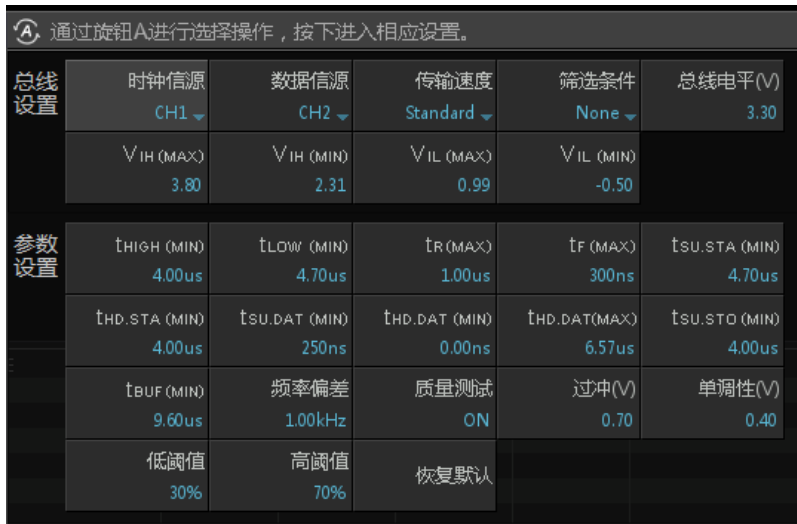 A 通过旋钮A进行选择操作，按下进入相应设置。
总线设置
时钟信源 数据信源 传输速度 筛选条件 总线电平(V)
CH1 CH2 Standard None 3.30
VIH (MAX) VIH (MIN) VIL (MAX) VIL (MIN)
3.80 2.31 0.99 -0.50
参数设置
tHIGH (MIN) tLOW (MIN) tR(MAX) tF (MAX) tSU.STA (MIN)
4.00us 4.70us 1.00us 300ns 4.70us
tHD.STA (MIN) tSU.DAT (MIN) tHD.DAT (MIN) tHD.DAT(MAX) tSU.STO (MIN)
4.00us 250ns 0.00ns 6.57us 4.00us
tBUF (MIN) 频率偏差 质量测试 过冲(V) 单调性(V)
9.60us 1.00kHz ON 0.70 0.40
低阈值 高阈值 恢复默认
30% 70%